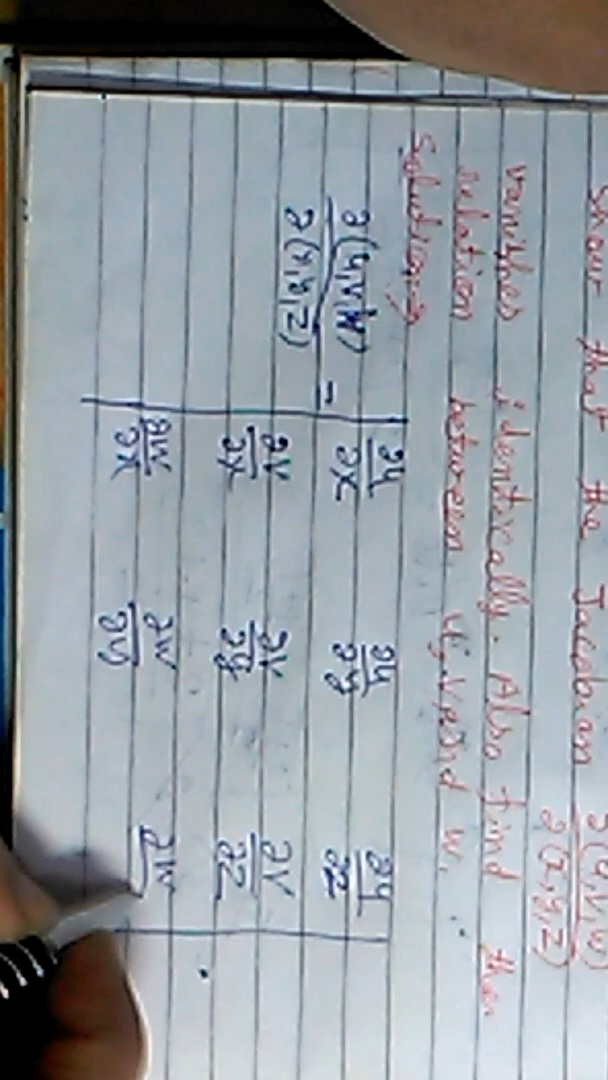 show that the Jacobian ∂(u,v,w)/∂(x,y,z)
vanishes identically. Also find the
relation between u,v and w.
Solution→
∂(u,v,w)/∂(x,y,z) = | ∂u/∂x ∂u/∂y ∂u/∂z |
| ∂v/∂x ∂v/∂y ∂v/∂z |
| ∂w/∂x ∂w/∂y ∂w |